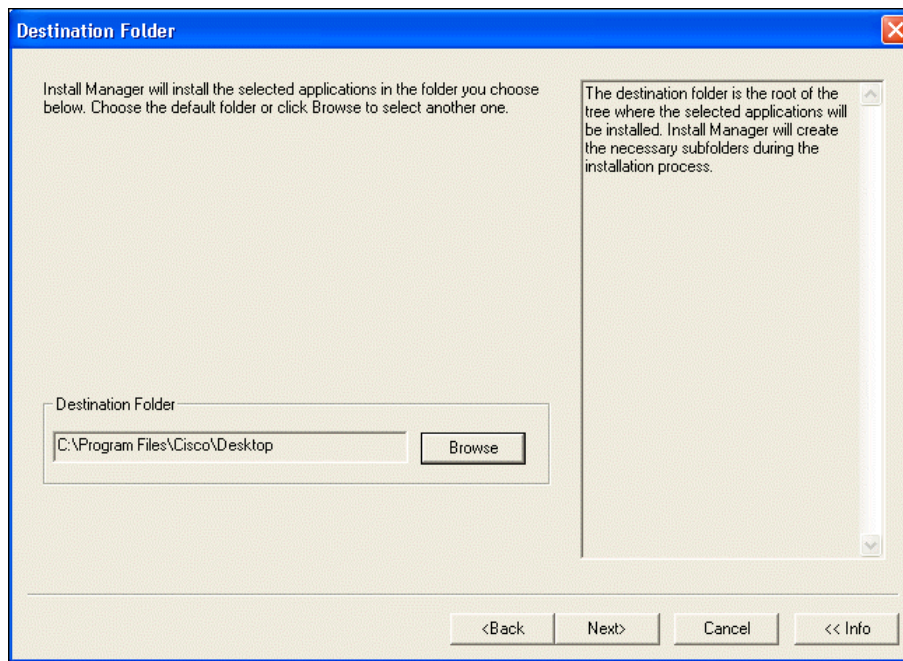 Destination Folder
Install Manager will install the selected applications in the folder you choose
below. Choose the default folder or click Browse to select another one.
The destination folder is the root of the
tree where the selected applications will
be installed. Install Manager will create
the necessary subfolders during the
installation process.
Destination Folder
C:\Program Files\Cisco\Desktop
Browse
<Back
Next>
Cancel
<< Info